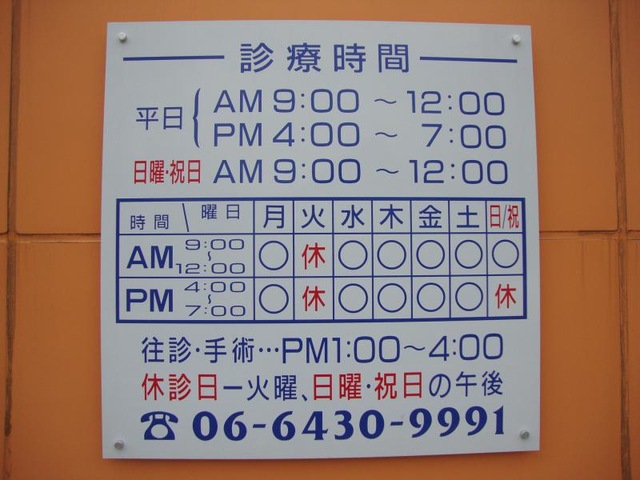 診療時間
平日 AM 9:00 ～ 12:00
PM 4:00 ～ 7:00
日曜・祝日 AM 9:00 ～ 12:00
時間 / 曜日 月 火 水 木 金 土 日/祝
AM 9:00～12:00 ○ 休 ○ ○ ○ ○ ○
PM 4:00～7:00 ○ 休 ○ ○ ○ ○ 休
往診・手術…PM1:00～4:00
休診日ー火曜、日曜・祝日の午後
☎ 06-6430-9991